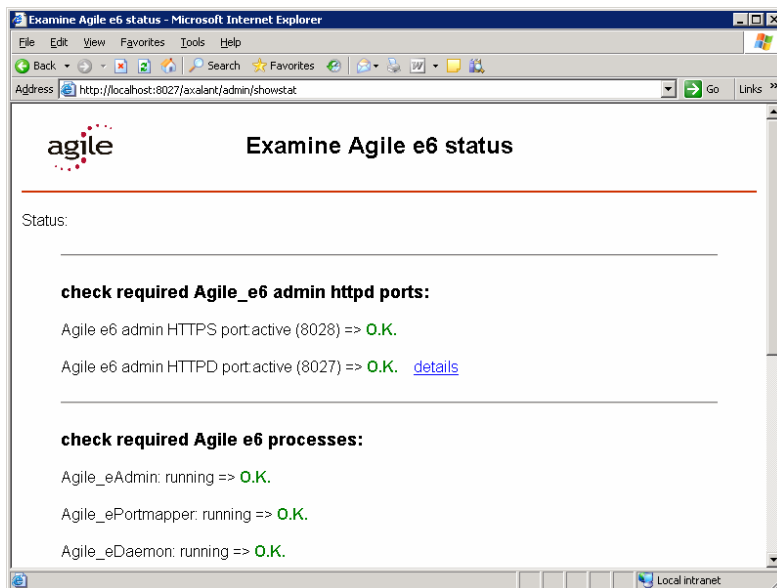 Examine Agile e6 status - Microsoft Internet Explorer
File Edit View Favorites Tools Help
Back Search Favorites
Address http://localhost:8027/axalant/admin/showstat Go Links »
agile
Examine Agile e6 status
Status:
check required Agile_e6 admin httpd ports:
Agile e6 admin HTTPS port:active (8028) => O.K.
Agile e6 admin HTTPD port:active (8027) => O.K. details
check required Agile e6 processes:
Agile_eAdmin: running => O.K.
Agile_ePortmapper: running => O.K.
Agile_eDaemon: running => O.K.
Local intranet